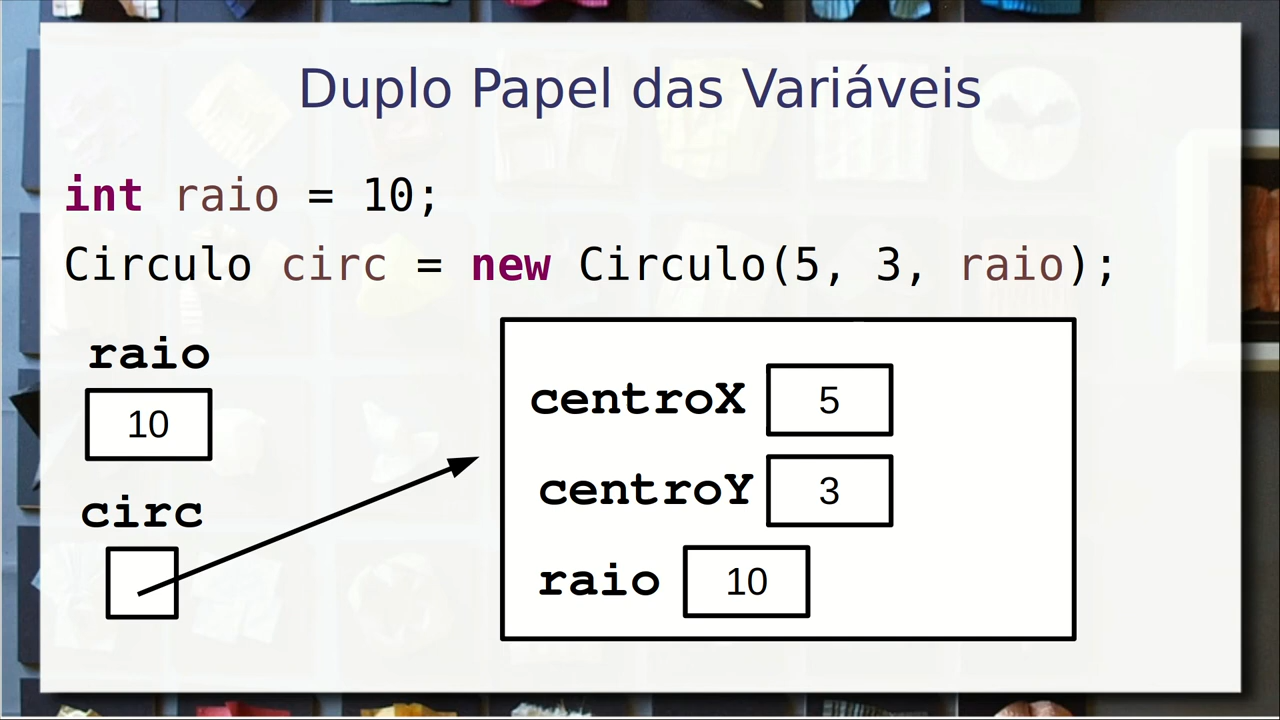 Duplo Papel das Variáveis
int raio = 10;
Circulo circ = new Circulo(5, 3, raio);
raio
10
circ
centroX 5
centroY 3
raio 10